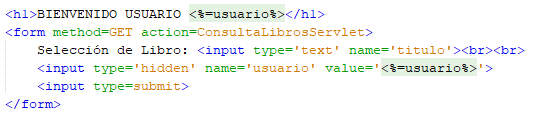 <h1>BIENVENIDO USUARIO <%=usuario%></h1>
<form method=GET action=ConsultaLibrosServlet>
Selección de Libro: <input type='text' name='titulo'><br><br>
<input type='hidden' name='usuario' value='<%=usuario%>'>
<input type=submit>
</form>